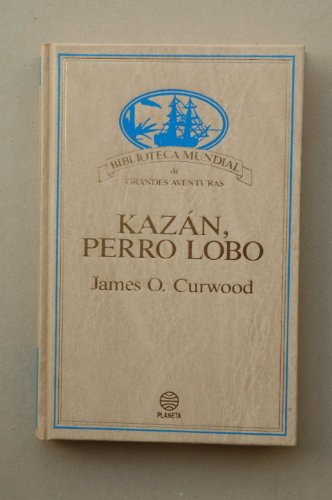 BIBLIOTECA MUNDIAL
de
GRANDES AVENTURAS
KAZÁN,
PERRO LOBO
James O. Curwood
PLANETA